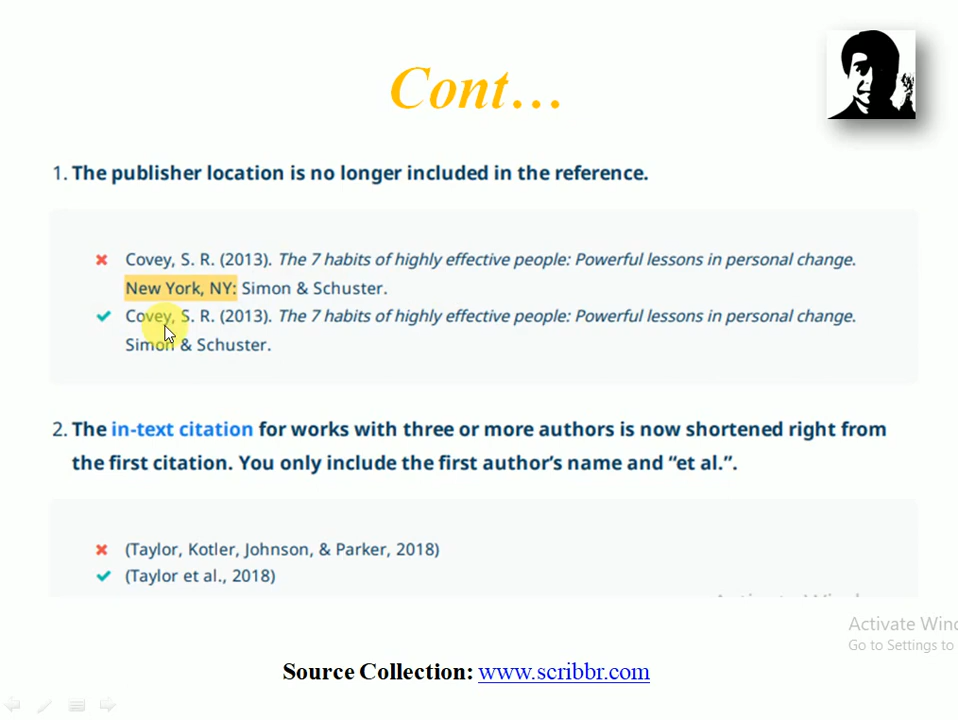 Cont…
1. The publisher location is no longer included in the reference.
Covey, S. R. (2013). The 7 habits of highly effective people: Powerful lessons in personal change.
New York, NY: Simon & Schuster.
Covey, S. R. (2013). The 7 habits of highly effective people: Powerful lessons in personal change.
Simon & Schuster.
2. The in-text citation for works with three or more authors is now shortened right from
the first citation. You only include the first author’s name and “et al.”.
(Taylor, Kotler, Johnson, & Parker, 2018)
(Taylor et al., 2018)
Activate Wind
Go to Settings to
Source Collection: www.scribbr.com